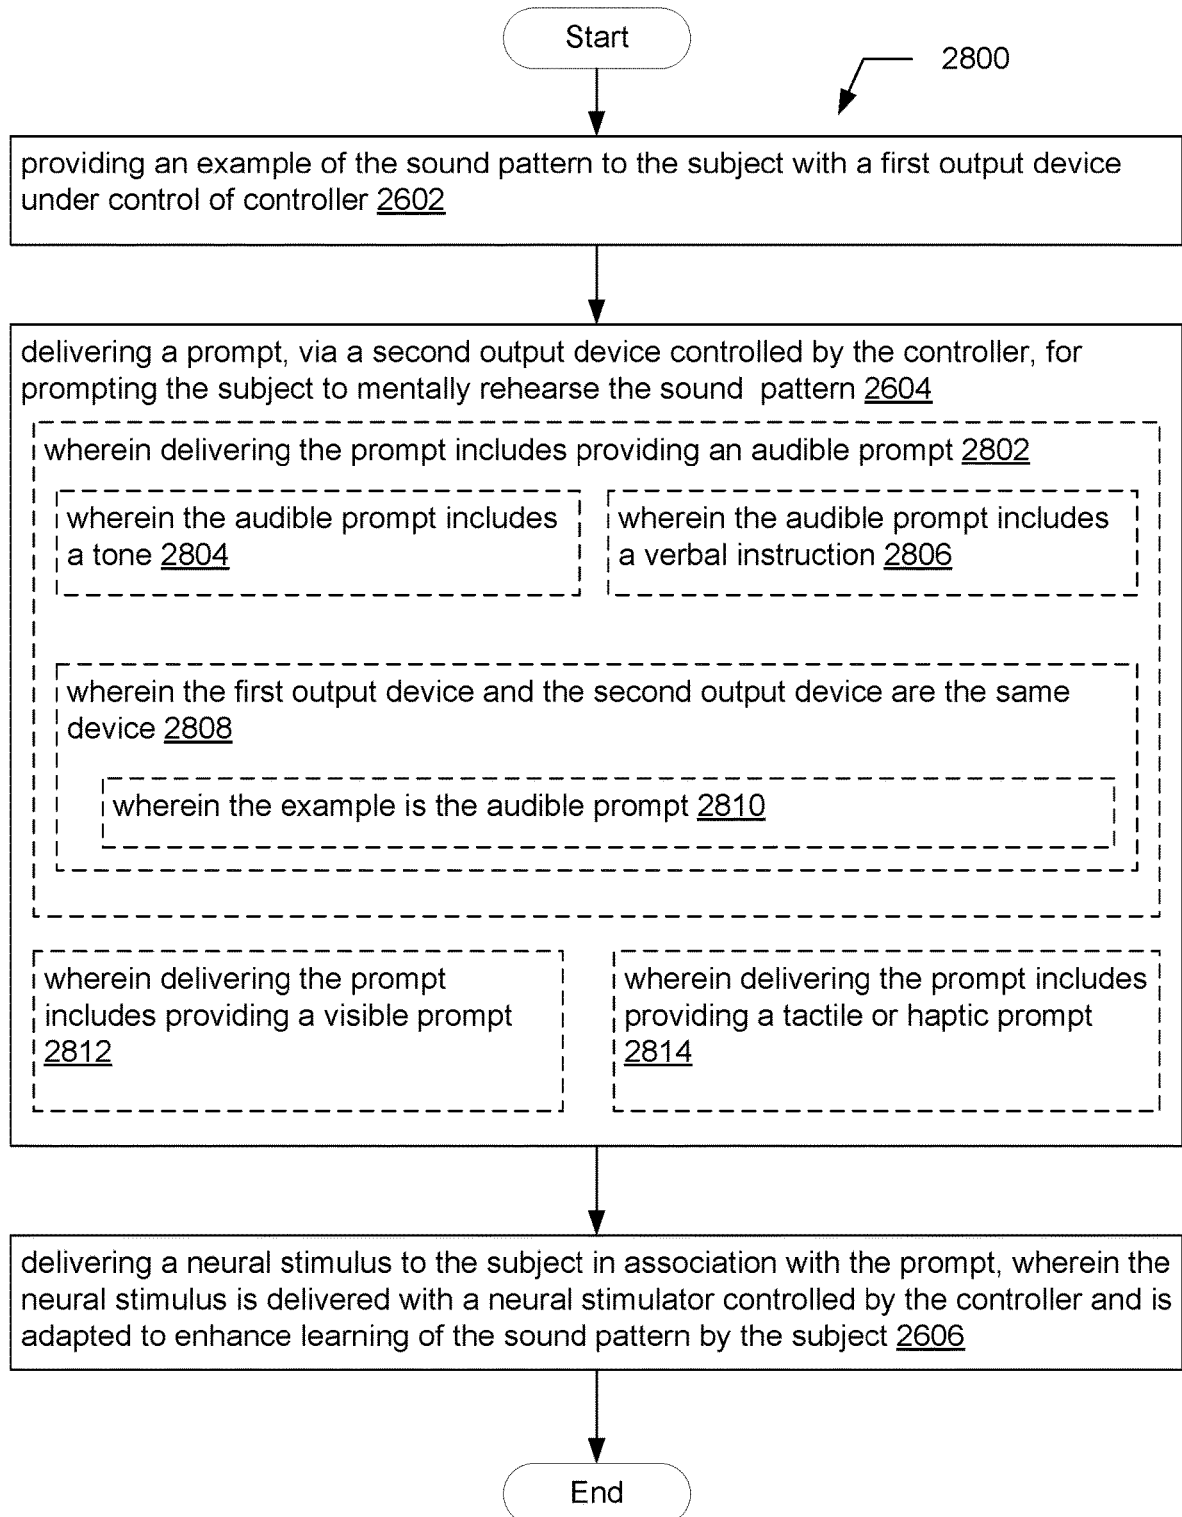 Start
2800
providing an example of the sound pattern to the subject with a first output device
under control of controller 2602
delivering a prompt, via a second output device controlled by the controller, for
prompting the subject to mentally rehearse the sound  pattern 2604
wherein delivering the prompt includes providing an audible prompt 2802
wherein the audible prompt includes
a tone 2804
wherein the audible prompt includes
a verbal instruction 2806
wherein the first output device and the second output device are the same
device 2808
wherein the example is the audible prompt 2810
wherein delivering the prompt
includes providing a visible prompt
2812
wherein delivering the prompt includes
providing a tactile or haptic prompt
2814
delivering a neural stimulus to the subject in association with the prompt, wherein the
neural stimulus is delivered with a neural stimulator controlled by the controller and is
adapted to enhance learning of the sound pattern by the subject 2606
End